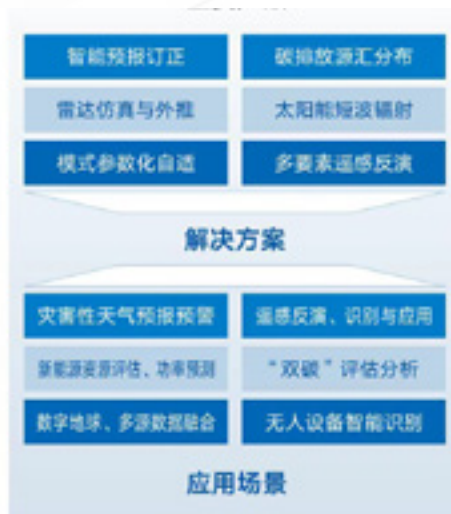 智能预报订正
碳排放源汇分布
雷达仿真与外推
太阳能短波辐射
模式参数化自适
多要素遥感反演
解决方案
灾害性天气预报预警
遥感反演、识别与应用
新能源资源评估、功率预测
“双碳”评估分析
数字地球、多源数据融合
无人设备智能识别
应用场景